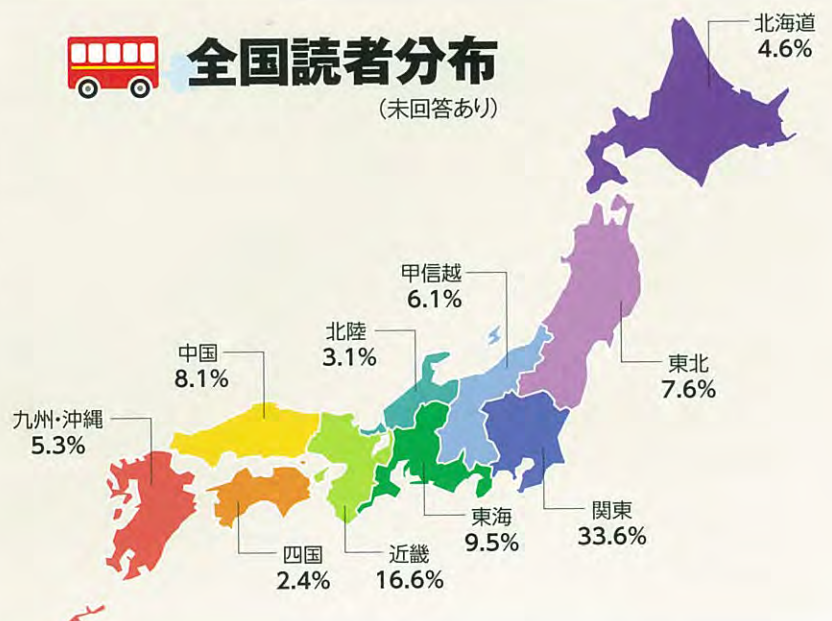 全国読者分布
(未回答あり)
北海道
4.6%
甲信越
6.1%
北陸
3.1%
中国
8.1%
東北
7.6%
九州・沖縄
5.3%
関東
33.6%
東海
9.5%
近畿
16.6%
四国
2.4%